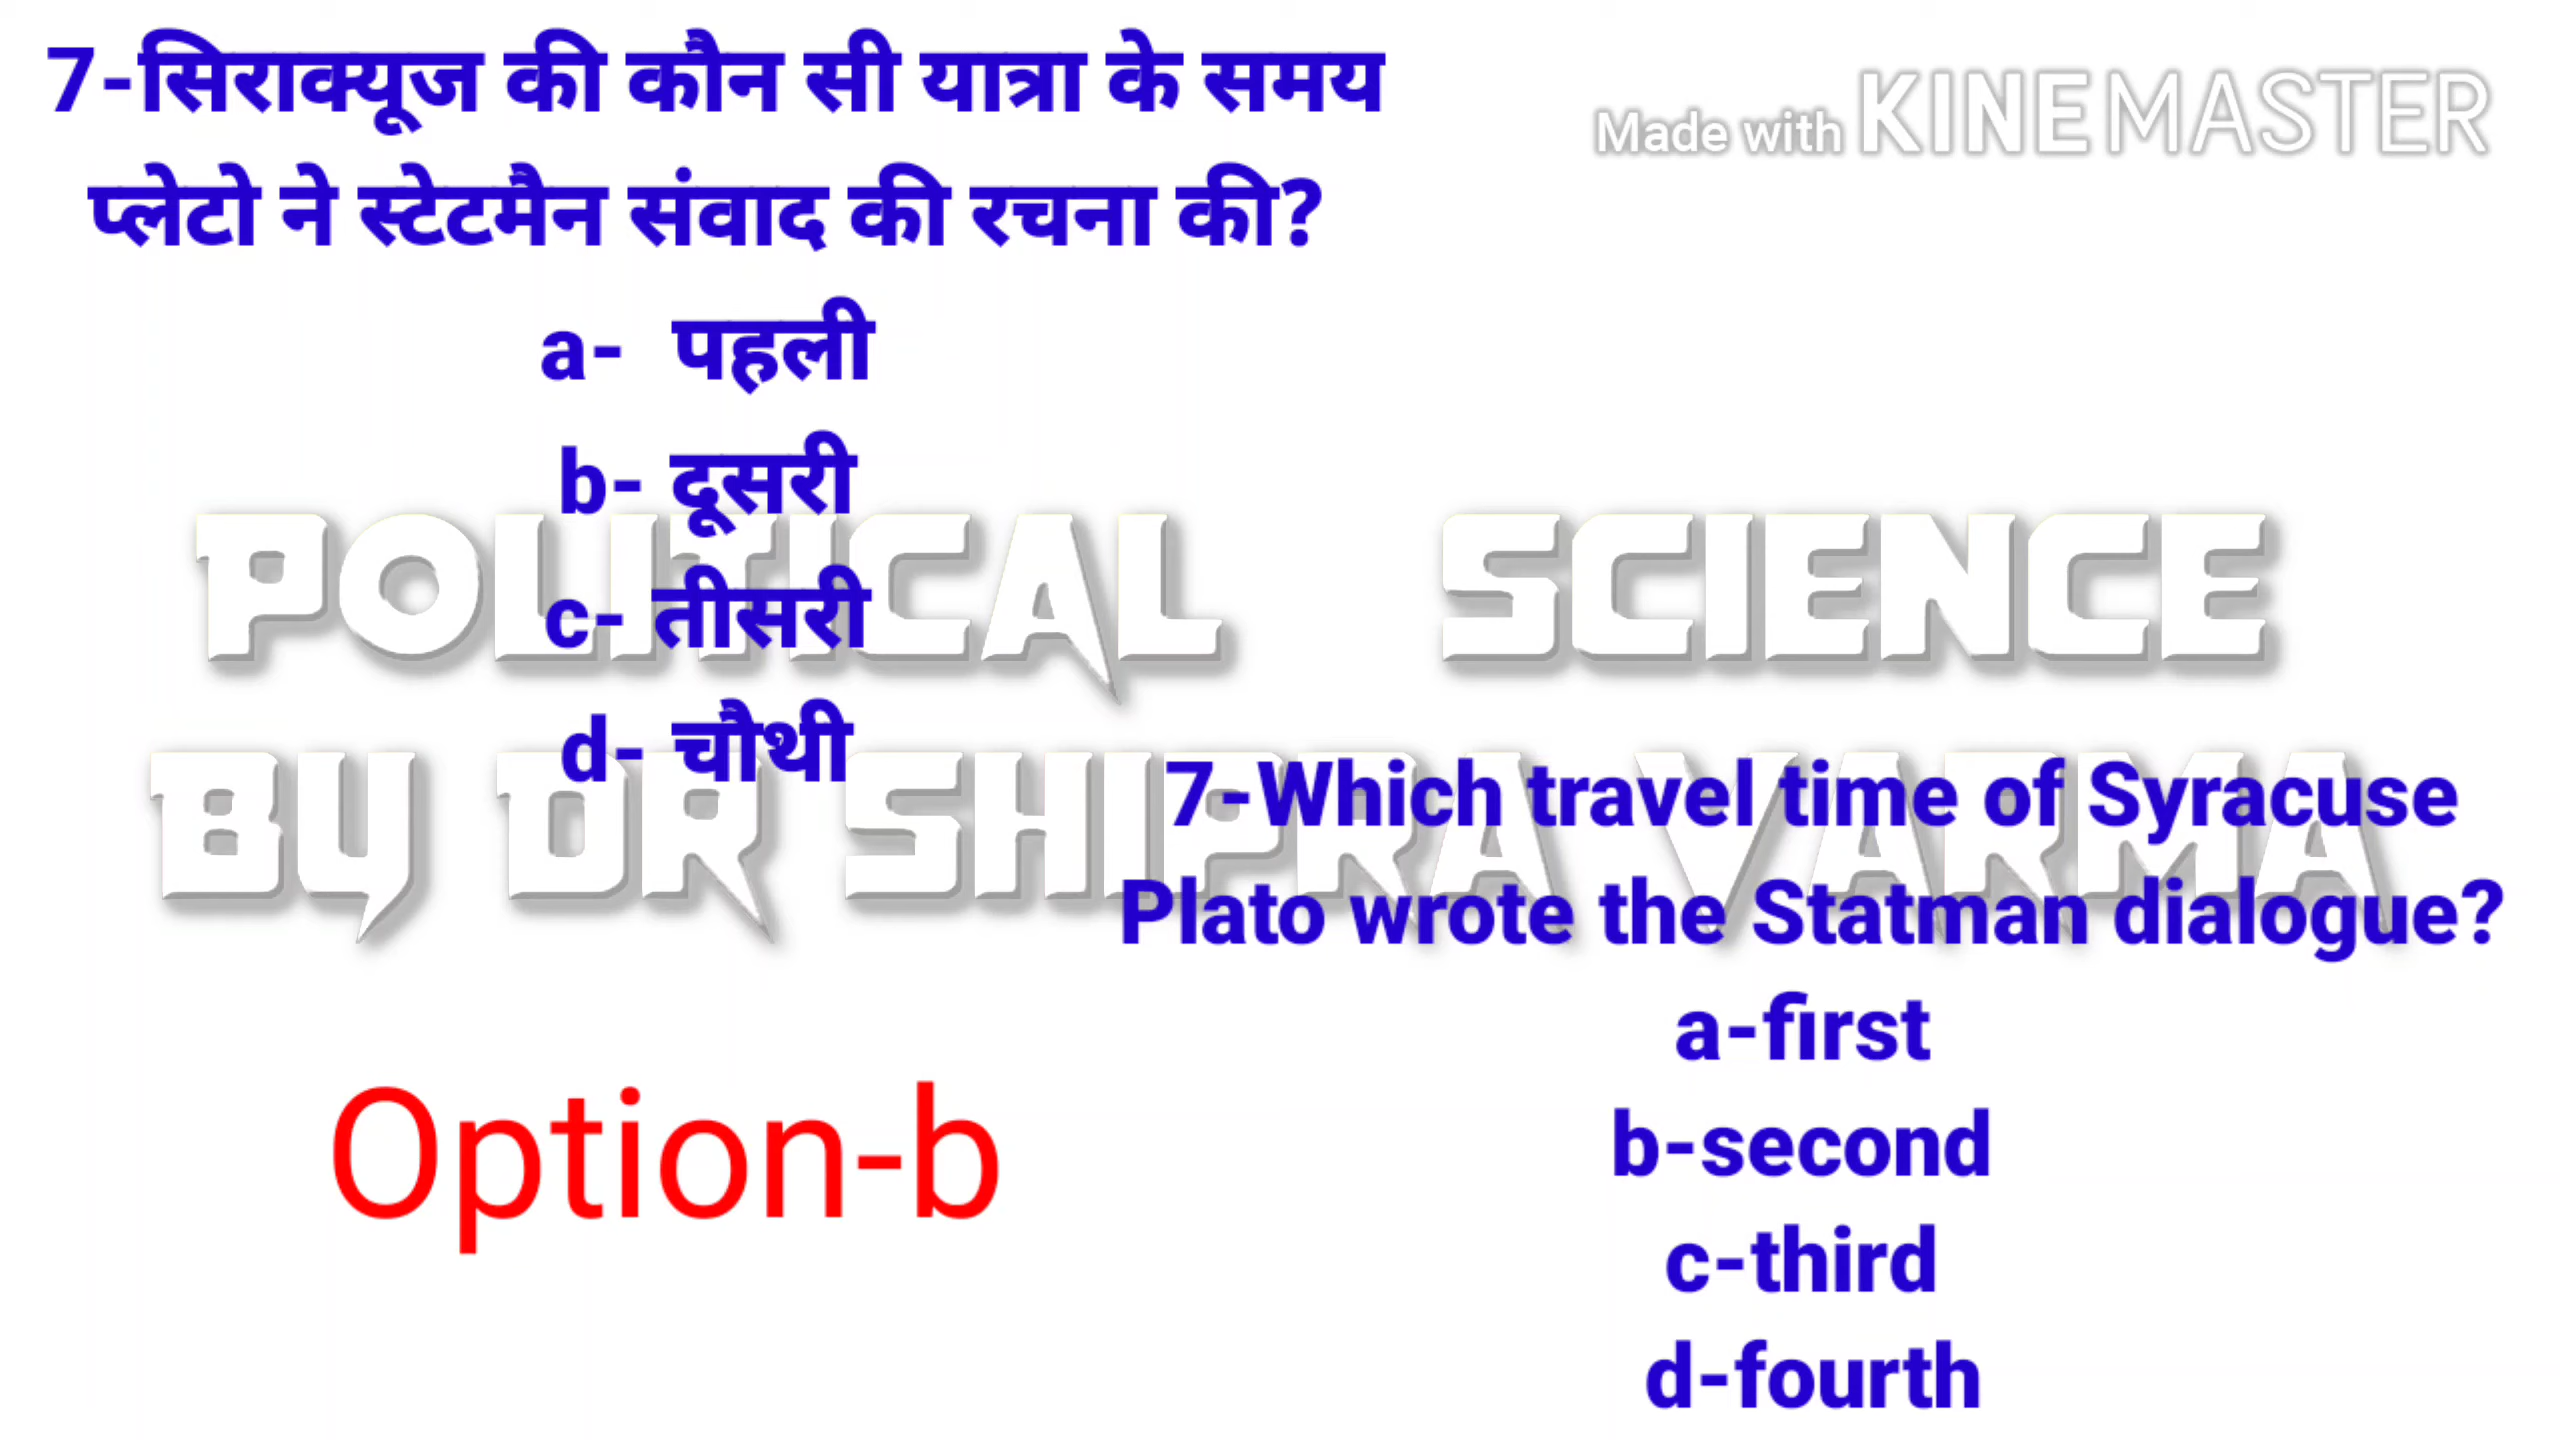 7-सिराक्यूज की कौन सी यात्रा के समय
प्लेटो ने स्टेटमैन संवाद की रचना की?
a- पहली
b- दूसरी
c- तीसरी
d- चौथी
Made with KINEMASTER
POLITICAL SCIENCE
BY DR SHIPRA VARMA
7-Which travel time of Syracuse
Plato wrote the Statman dialogue?
a-first
b-second
c-third
d-fourth
Option-b